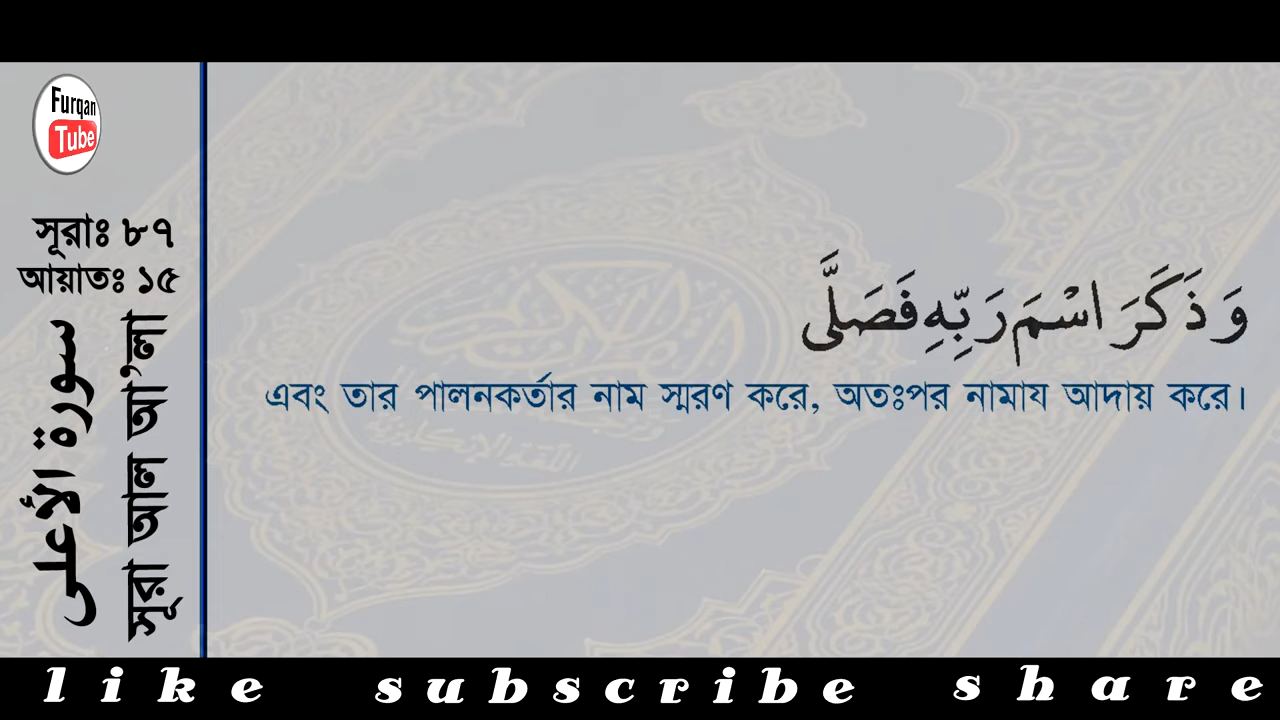 Furqan
Tube
সূরাঃ ৮৭
আয়াতঃ ১৫
سورة الأعلى
সূরা আল আ'লা
وَ ذَكَرَ اسْمَ رَبِّهِ فَصَلَّى
এবং তার পালনকর্তার নাম স্মরণ করে, অতঃপর নামায আদায় করে।
like subscribe share